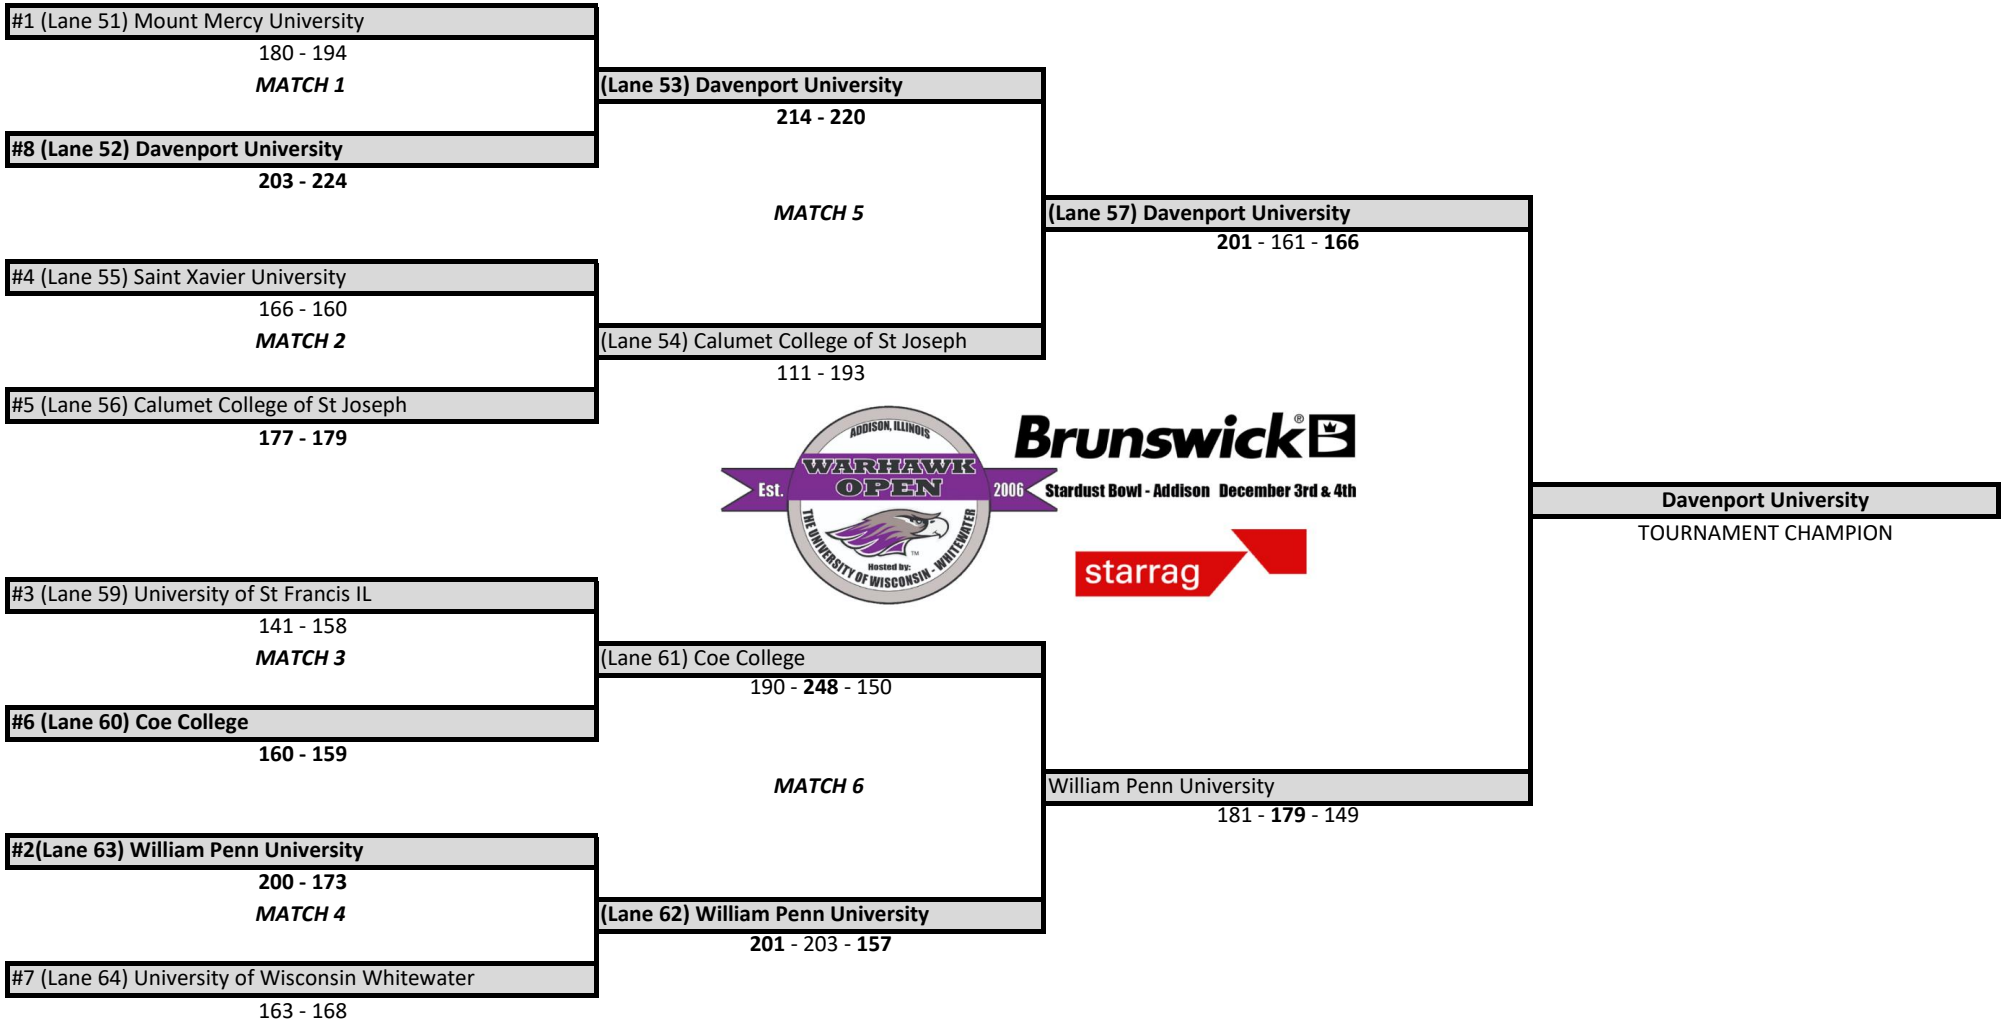 #1 (Lane 51) Mount Mercy University
180 - 194
MATCH 1
#8 (Lane 52) Davenport University
203 - 224
#4 (Lane 55) Saint Xavier University
166 - 160
MATCH 2
#5 (Lane 56) Calumet College of St Joseph
177 - 179
#3 (Lane 59) University of St Francis IL
141 - 158
MATCH 3
#6 (Lane 60) Coe College
160 - 159
#2(Lane 63) William Penn University
200 - 173
MATCH 4
#7 (Lane 64) University of Wisconsin Whitewater
163 - 168
(Lane 53) Davenport University
214 - 220
MATCH 5
(Lane 54) Calumet College of St Joseph
111 - 193
(Lane 61) Coe College
190 - 248 - 150
MATCH 6
(Lane 62) William Penn University
201 - 203 - 157
(Lane 57) Davenport University
201 - 161 - 166
William Penn University
181 - 179 - 149
Davenport University
TOURNAMENT CHAMPION
ADDISON, ILLINOIS
WARHAWK
Est. OPEN 2006
THE UNIVERSITY OF WISCONSIN - WHITEWATER
TM
Hosted by:
Brunswick®
Stardust Bowl - Addison December 3rd & 4th
starrag